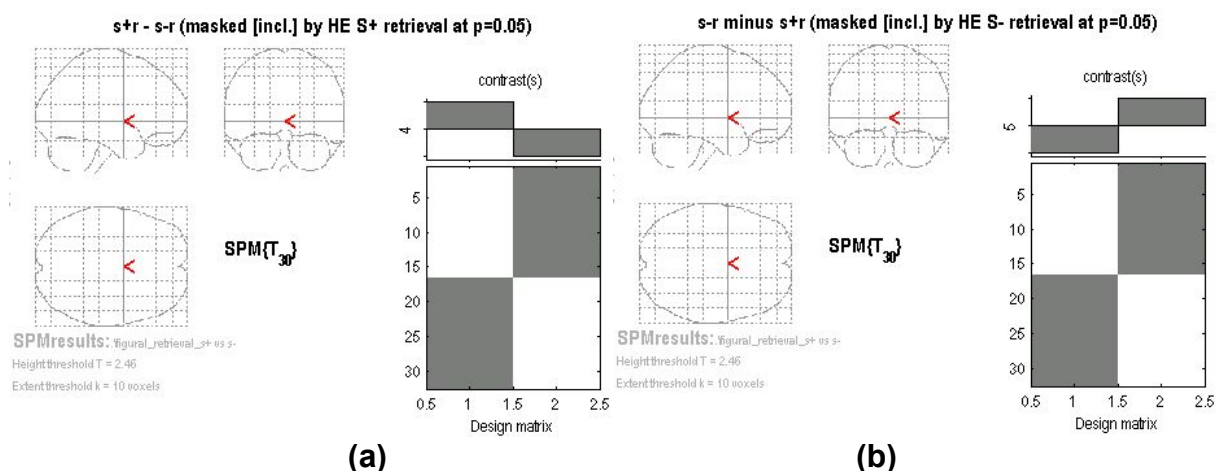 s+r - s-r (masked [incl.] by HE S+ retrieval at p=0.05)
contrast(s)
4
SPM{T30}
5
10
15
20
25
30
0.5 1 1.5 2 2.5
Design matrix
SPMresults: .\figural_retrieval_s+ vs s-
Height threshold T = 2.46
Extent threshold k = 10 voxels
(a)
s-r minus s+r (masked [incl.] by HE S- retrieval at p=0.05)
contrast(s)
5
SPM{T30}
5
10
15
20
25
30
0.5 1 1.5 2 2.5
Design matrix
SPMresults: .\figural_retrieval_s+ vs s-
Height threshold T = 2.46
Extent threshold k = 10 voxels
(b)